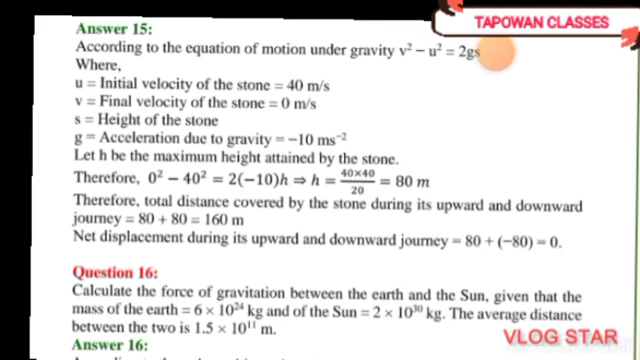 TAPOWAN CLASSES
Answer 15:
According to the equation of motion under gravity v² − u² = 2gs
Where,
u = Initial velocity of the stone = 40 m/s
v = Final velocity of the stone = 0 m/s
s = Height of the stone
g = Acceleration due to gravity = −10 ms⁻²
Let h be the maximum height attained by the stone.
Therefore, 0² − 40² = 2(−10)h ⇒ h = 40×40/20 = 80 m
Therefore, total distance covered by the stone during its upward and downward
journey = 80 + 80 = 160 m
Net displacement during its upward and downward journey = 80 + (−80) = 0.
Question 16:
Calculate the force of gravitation between the earth and the Sun, given that the
mass of the earth = 6 × 10²⁴ kg and of the Sun = 2 × 10³⁰ kg. The average distance
between the two is 1.5 × 10¹¹ m.
VLOG STAR
Answer 16: